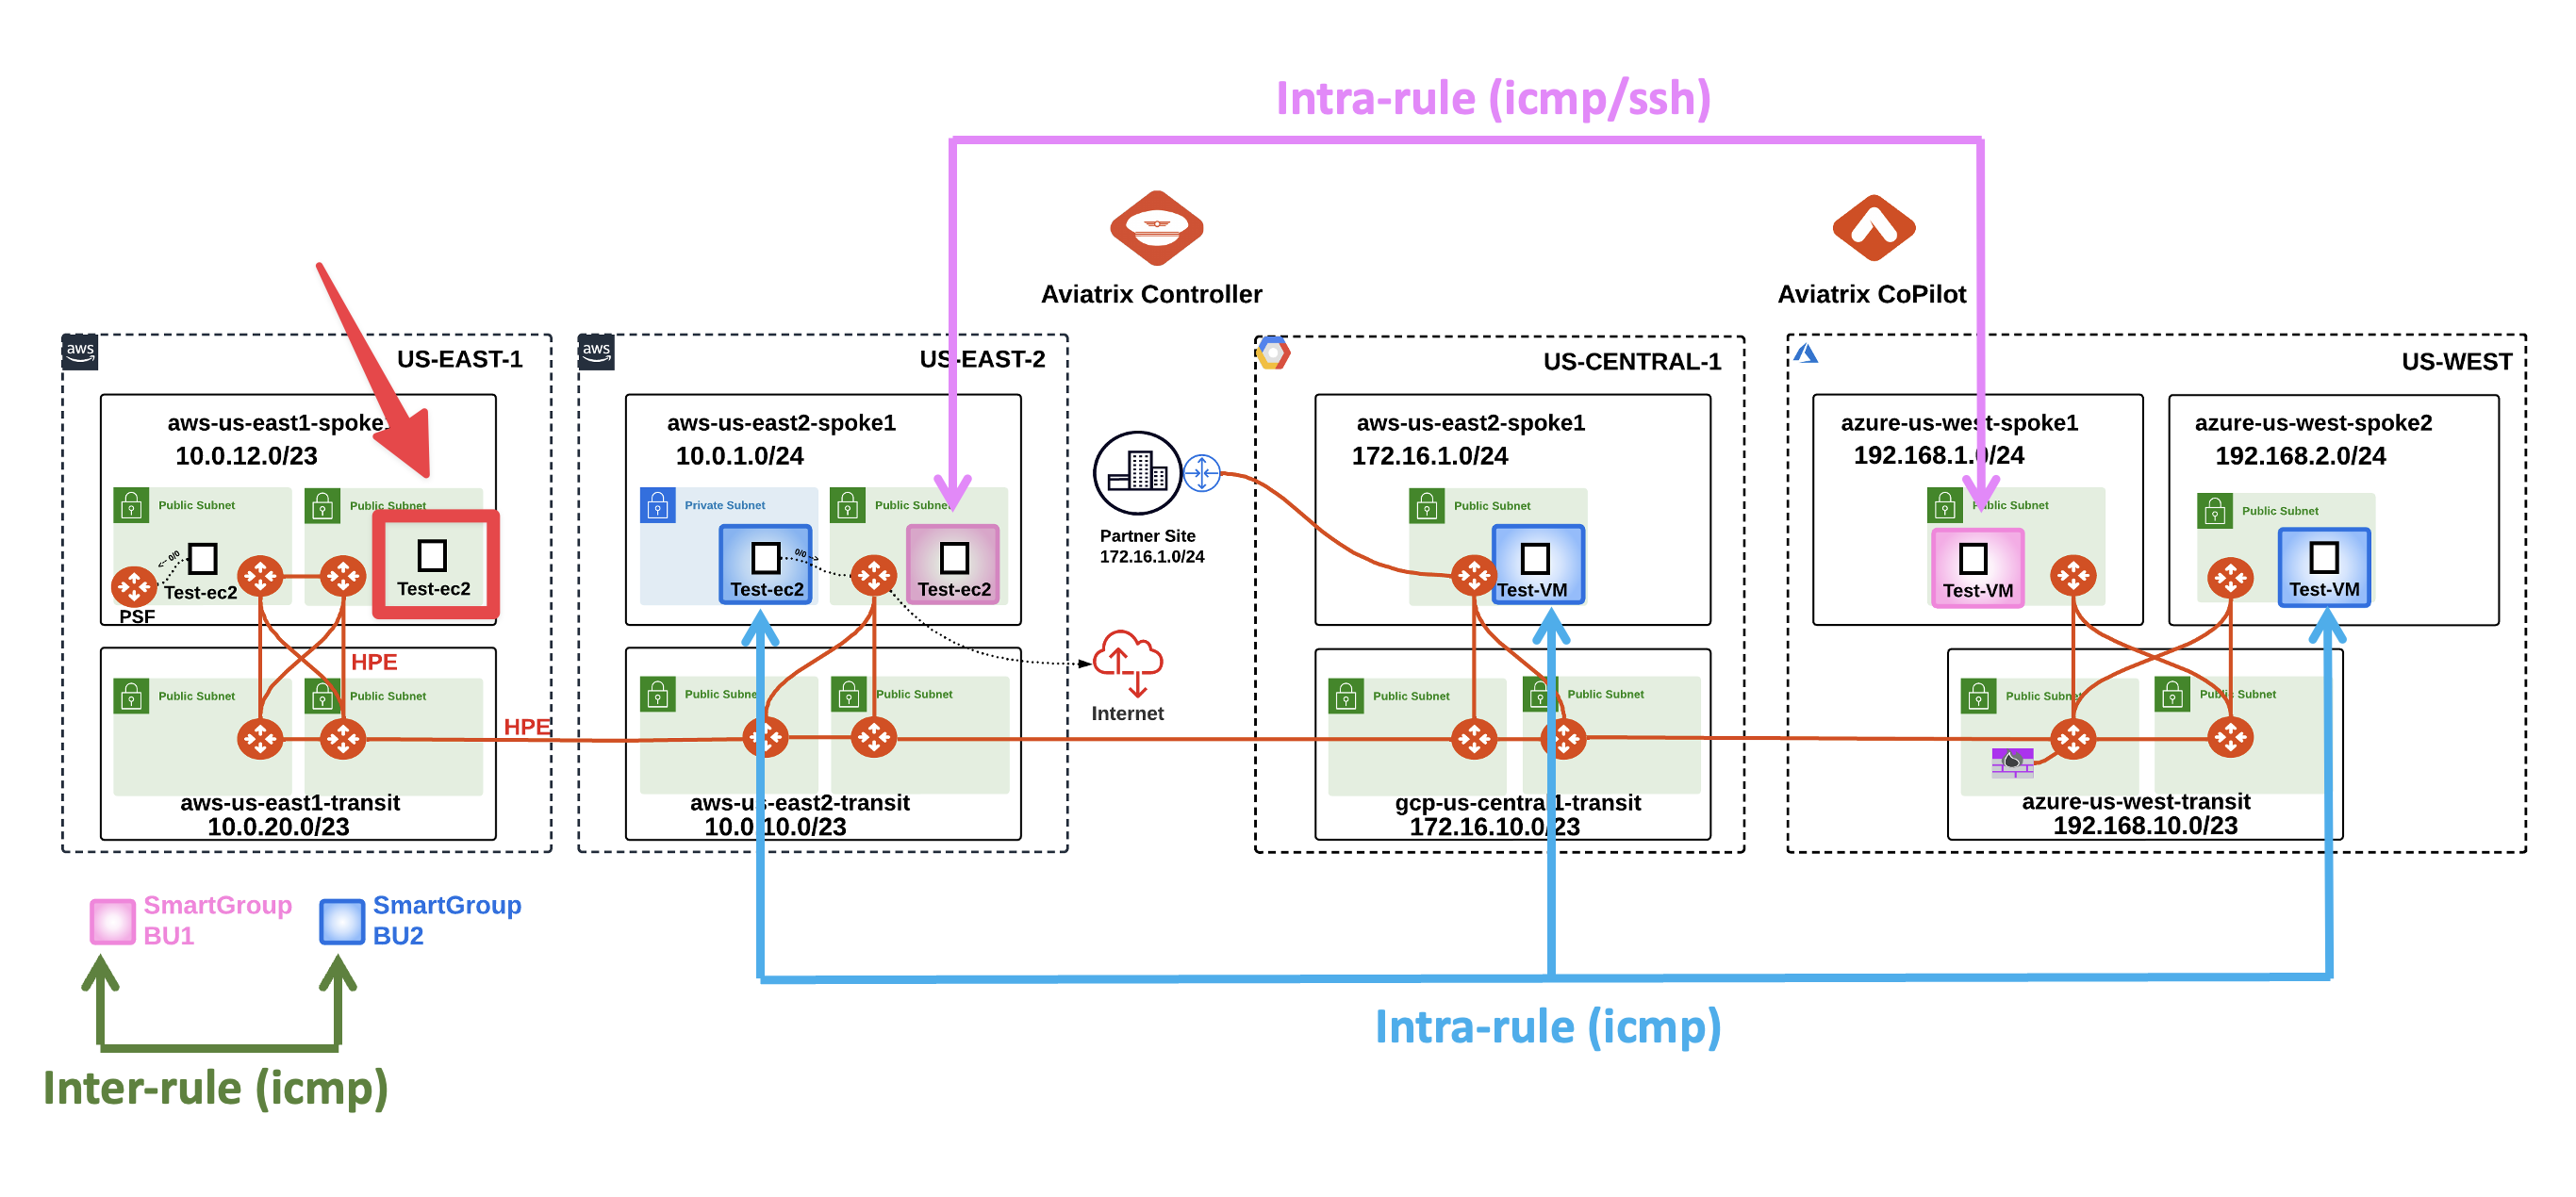 Intra-rule (icmp/ssh)
Aviatrix Controller
Aviatrix CoPilot
aws
US-EAST-1
aws-us-east1-spoke
10.0.12.0/23
Public Subnet
Public Subnet
0/0
Test-ec2
Test-ec2
PSF
HPE
Public Subnet
Public Subnet
aws-us-east1-transit
10.0.20.0/23
HPE
aws
US-EAST-2
aws-us-east2-spoke1
10.0.1.0/24
Private Subnet
Public Subnet
0/0
Test-ec2
Test-ec2
Public Subnet
Public Subnet
aws-us-east2-transit
10.0.10.0/23
Partner Site
172.16.1.0/24
Internet
US-CENTRAL-1
aws-us-east2-spoke1
172.16.1.0/24
Public Subnet
Test-VM
Public Subnet
Public Subnet
gcp-us-central1-transit
172.16.10.0/23
US-WEST
azure-us-west-spoke1
192.168.1.0/24
Public Subnet
Test-VM
azure-us-west-spoke2
192.168.2.0/24
Public Subnet
Test-VM
Public Subnet
Public Subnet
azure-us-west-transit
192.168.10.0/23
SmartGroup
BU1
SmartGroup
BU2
Inter-rule (icmp)
Intra-rule (icmp)